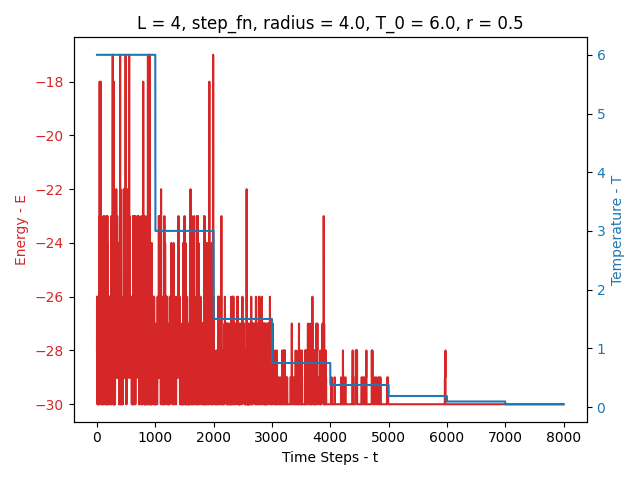 L = 4, step_fn, radius = 4.0, T_0 = 6.0, r = 0.5
−18
−20
−22
−24
−26
−28
−30
Energy - E
6
5
4
3
2
1
0
Temperature - T
0 1000 2000 3000 4000 5000 6000 7000 8000
Time Steps - t